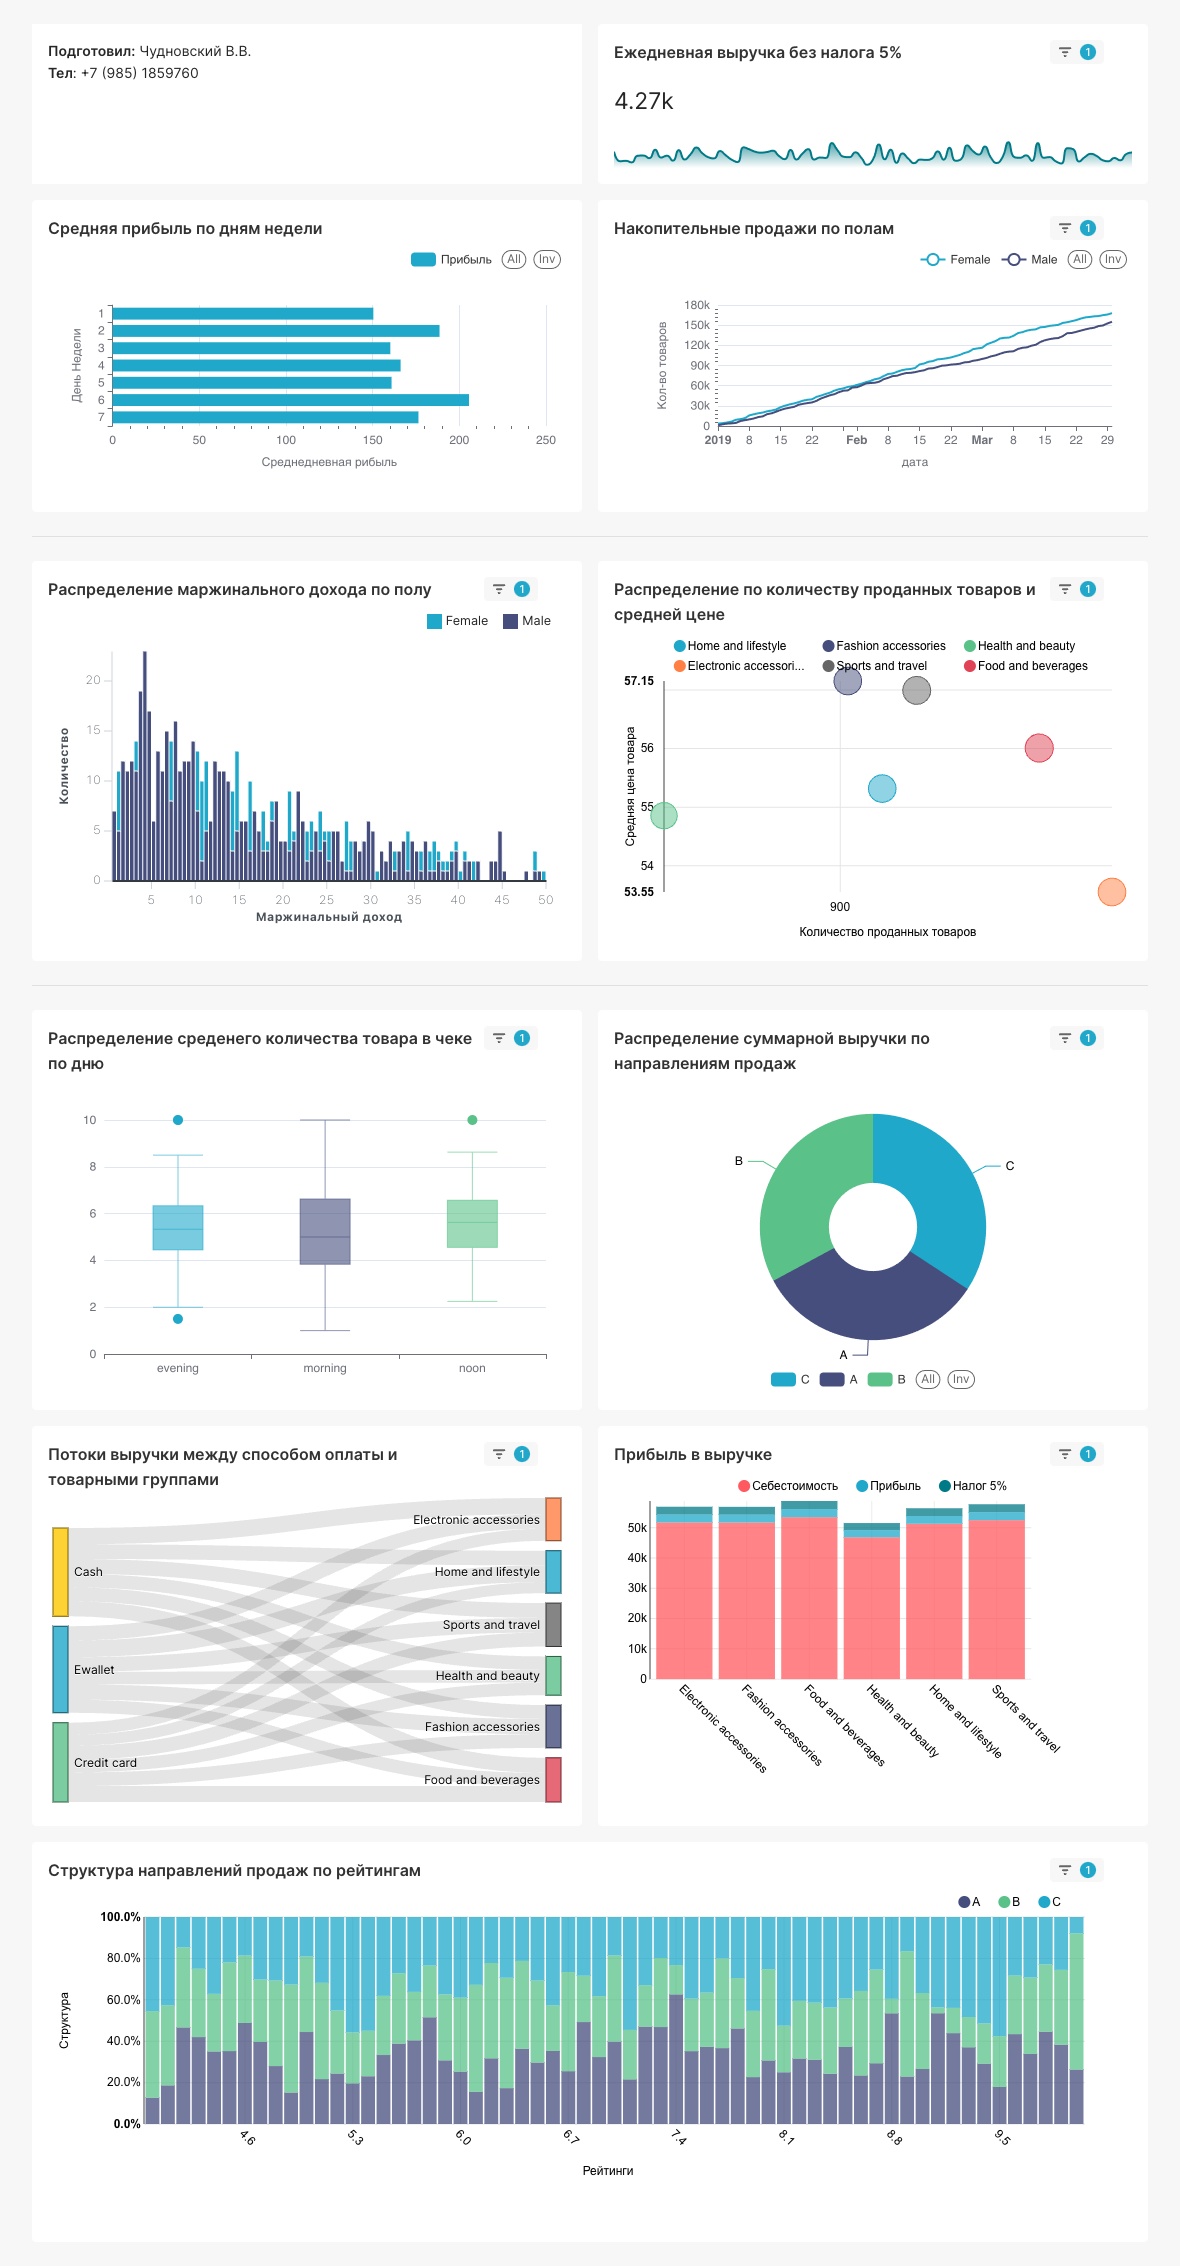 Подготовил: Чудновский В.В.
Тел: +7 (985) 1859760
Ежедневная выручка без налога 5%
1
4.27k
Средняя прибыль по дням недели
Прибыль All Inv
День Недели
1
2
3
4
5
6
7
0 50 100 150 200 250
Среднедневная рибыль
Накопительные продажи по полам
1
Female Male All Inv
Кол-во товаров
180k
150k
120k
90k
60k
30k
0
2019 8 15 22 Feb 8 15 22 Mar 8 15 22 29
дата
Распределение маржинального дохода по полу
1
Female Male
Количество
20
15
10
5
0
5 10 15 20 25 30 35 40 45 50
Маржинальный доход
Распределение по количеству проданных товаров и
средней цене
1
Home and lifestyle Fashion accessories Health and beauty
Electronic accessori... Sports and travel Food and beverages
Средняя цена товара
57.15
56
55
54
53.55
900
Количество проданных товаров
Распределение среденего количества товара в чеке
по дню
1
10
8
6
4
2
0
evening morning noon
Распределение суммарной выручки по
направлениям продаж
1
B
C
A
C A B All Inv
Потоки выручки между способом оплаты и
товарными группами
1
Cash
Ewallet
Credit card
Electronic accessories
Home and lifestyle
Sports and travel
Health and beauty
Fashion accessories
Food and beverages
Прибыль в выручке
1
Себестоимость Прибыль Налог 5%
50k
40k
30k
20k
10k
0
Electronic accessories
Fashion accessories
Food and beverages
Health and beauty
Home and lifestyle
Sports and travel
Структура направлений продаж по рейтингам
1
A B C
Структура
100.0%
80.0%
60.0%
40.0%
20.0%
0.0%
4.6 5.3 6.0 6.7 7.4 8.1 8.8 9.5
Рейтинги